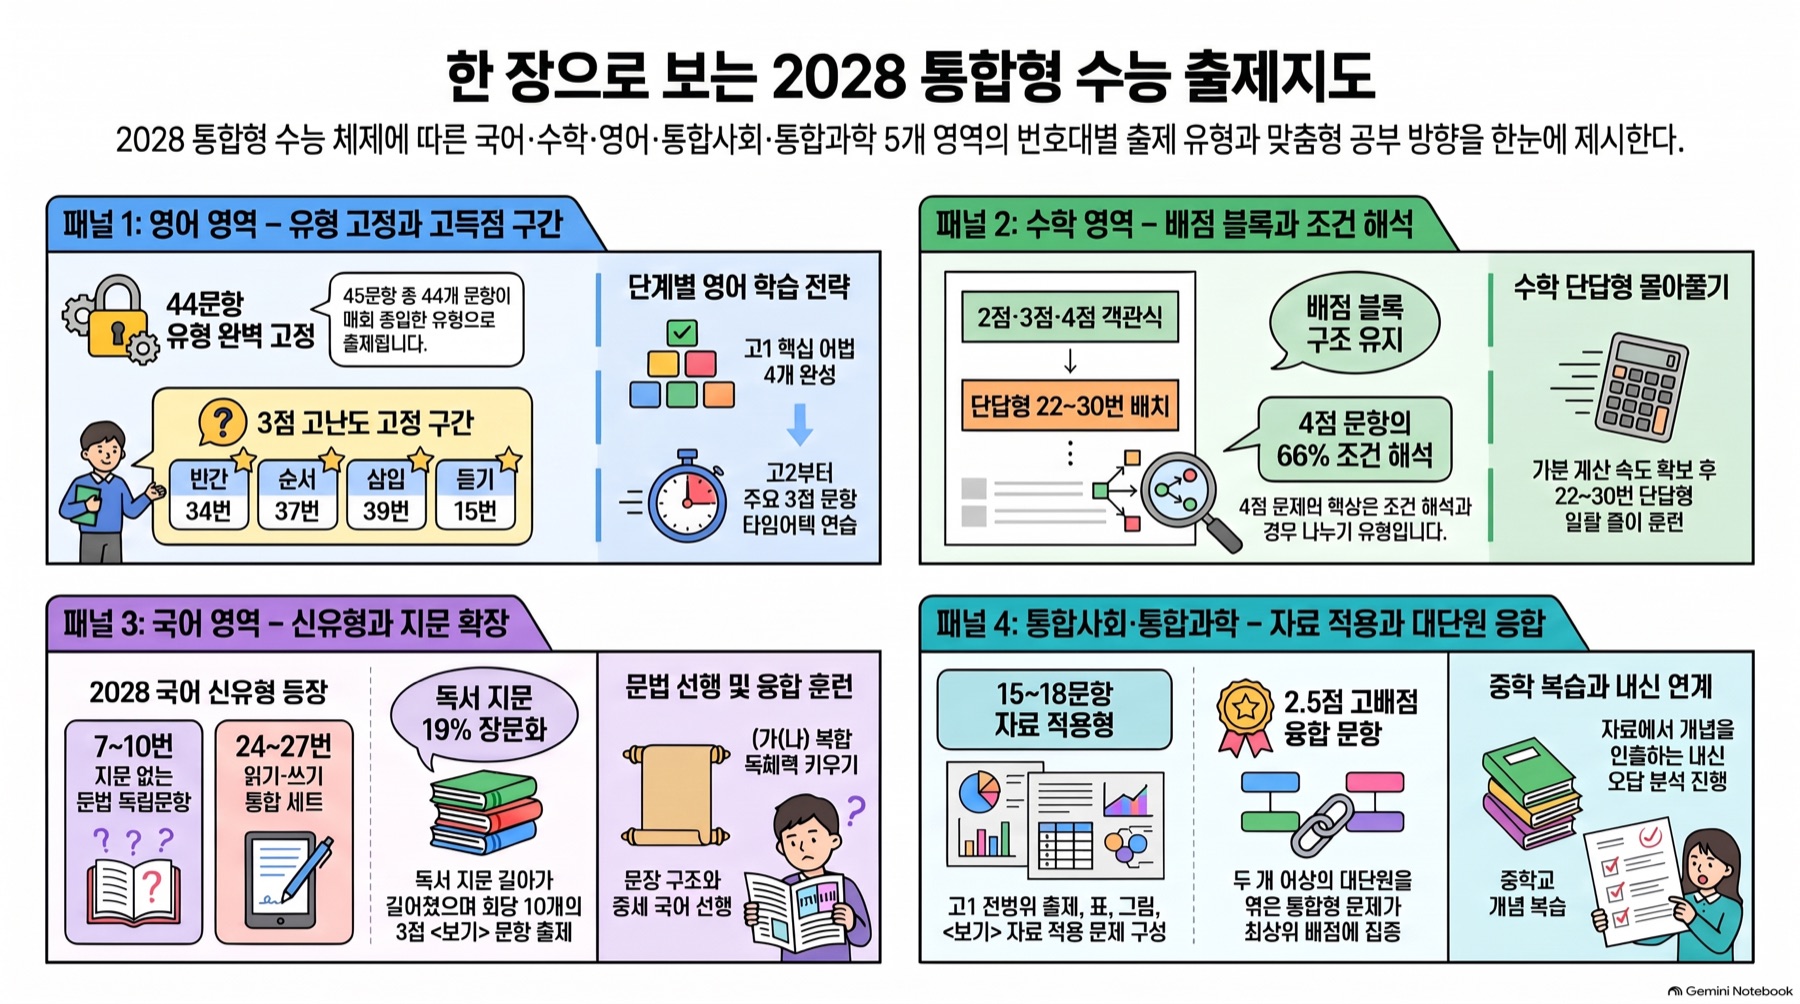 한 장으로 보는 2028 통합형 수능 출제지도
2028 통합형 수능 체제에 따른 국어·수학·영어·통합사회·통합과학 5개 영역의 번호대별 출제 유형과 맞춤형 공부 방향을 한눈에 제시한다.
패널 1: 영어 영역 – 유형 고정과 고득점 구간
44문항
유형 완벽 고정
45문항 종 44개 문항이
매회 종입한 유형으로
출제됩니다.
3점 고난도 고정 구간
반간
34번
순서
37번
삽입
39번
듣기
15번
단계별 영어 학습 전략
고1 핵심 어법
4개 완성
고2부터
주요 3접 문항
타임어텍 연습
패널 2: 수학 영역 – 배점 블록과 조건 해석
2점·3점·4점 객관식
단답형 22~30번 배치
배점 블록
구조 유지
4점 문항의
66% 조건 해석
4점 문제의 핵상은 조건 해석과
경무 나누기 유형입니다.
수학 단답형 몰아풀기
가분 계산 속도 확보 후
22~30번 단답형
일괄 즐이 훈련
패널 3: 국어 영역 – 신유형과 지문 확장
2028 국어 신유형 등장
7~10번
지문 없는
문법 독립문항
24~27번
읽기-쓰기
통합 세트
독서 지문
19% 장문화
독서 지문 길아가
길어졌으며 회당 10개의
3점 <보기> 문항 출제
문법 선행 및 융합 훈련
(가(나) 복합
독해력 키우기
문장 구조와
중세 국어 선행
패널 4: 통합사회·통합과학 – 자료 적용과 대단원 응합
15~18문항
자료 적용형
고1 전벙위 출제, 표, 그림,
<보기> 자료 적용 문제 구성
2.5점 고배점
융합 문항
두 개 어상의 대단원을
엮은 통합형 문제가
최상위 배점에 집중
중학 복습과 내신 연계
자료에서 개념을
인출하는 내신
오답 분석 진행
중학교
개념 복습
Gemini Notebook